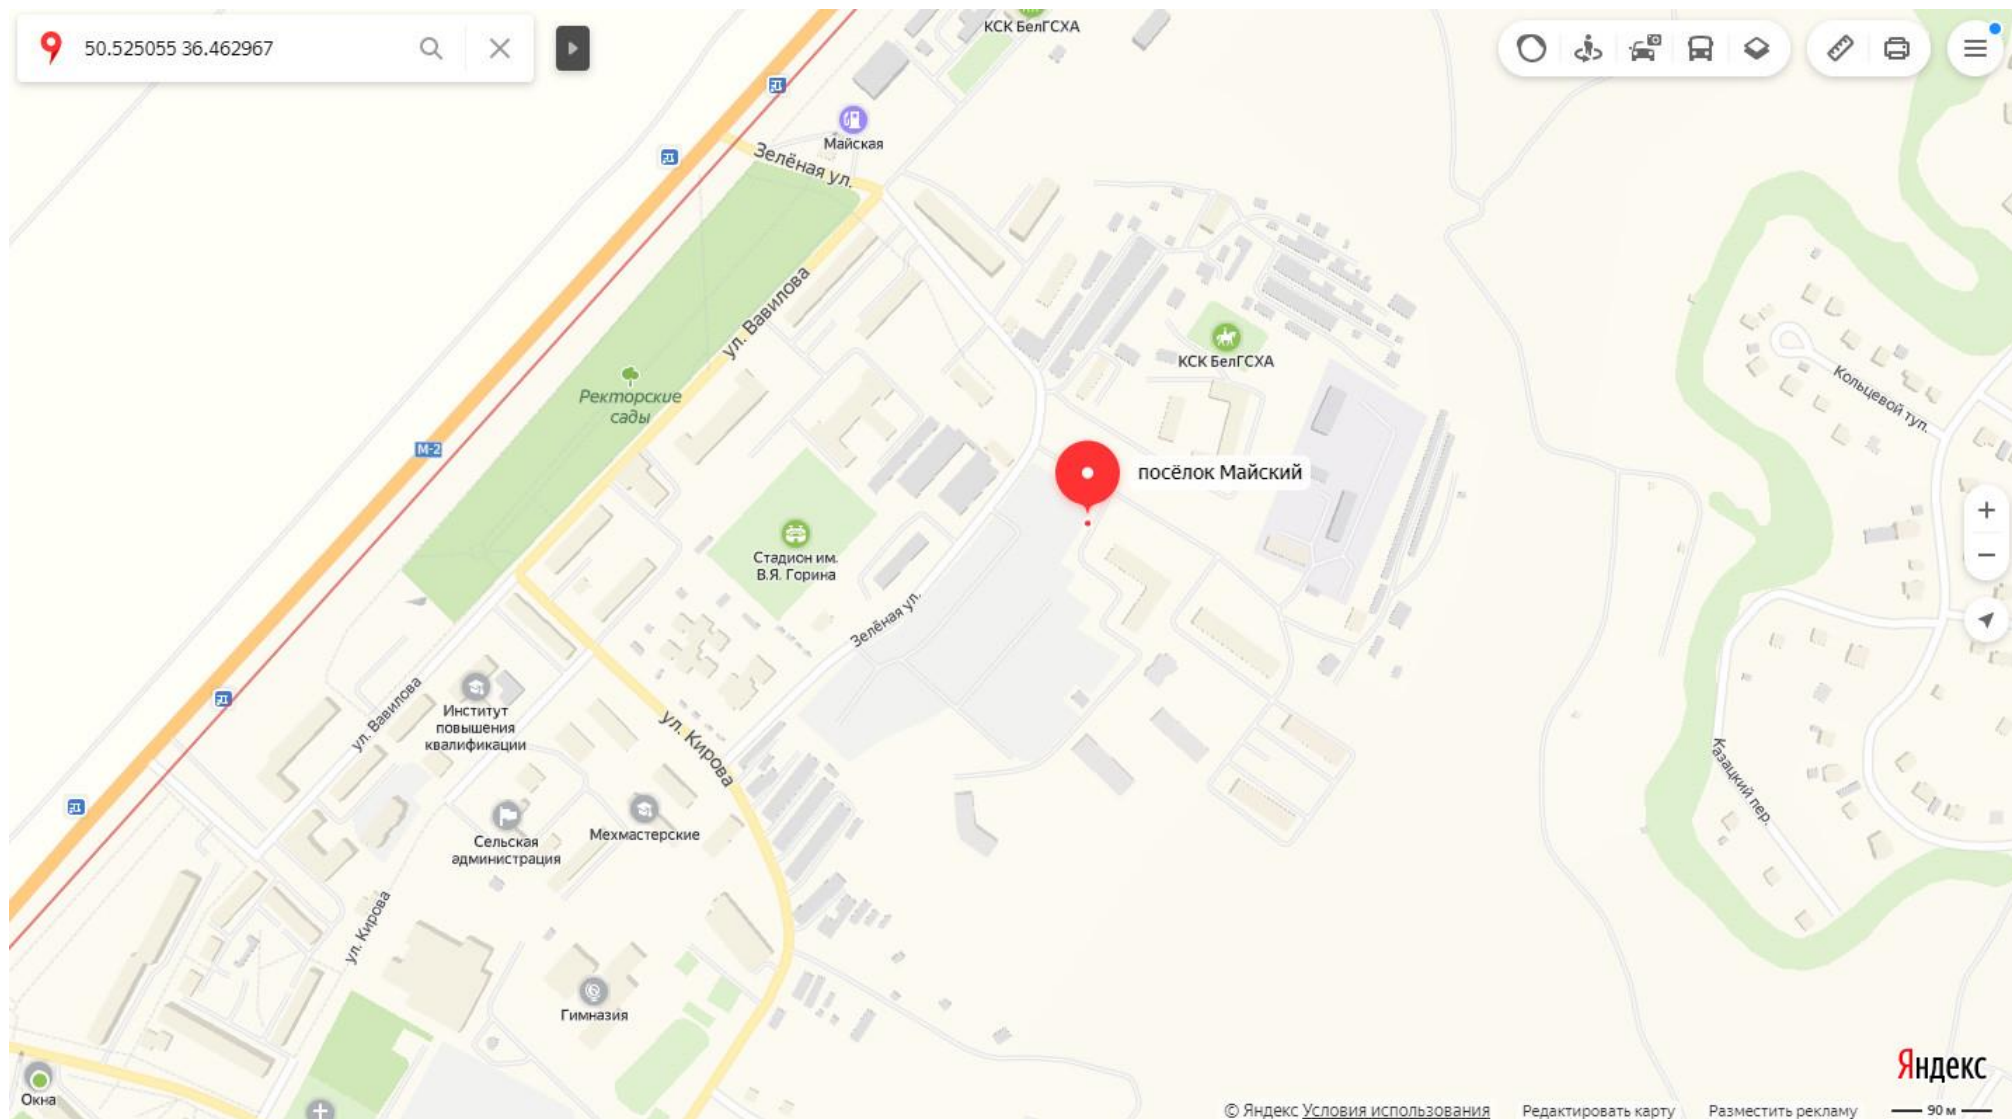 50.525055 36.462967
КСК БелГСХА
Майская
Зелёная ул.
ул. Вавилова
КСК БелГСХА
Ректорские
сады
Кольцевой туп.
М-2
посёлок Майский
Стадион им.
В.Я. Горина
Зелёная ул.
ул. Вавилова
Институт
повышения
квалификации
ул. Кирова
Казацкий пер.
Сельская
администрация
Мехмастерские
ул. Кирова
Гимназия
Окна
Яндекс
© Яндекс Условия использования
Редактировать карту
Разместить рекламу
90 м